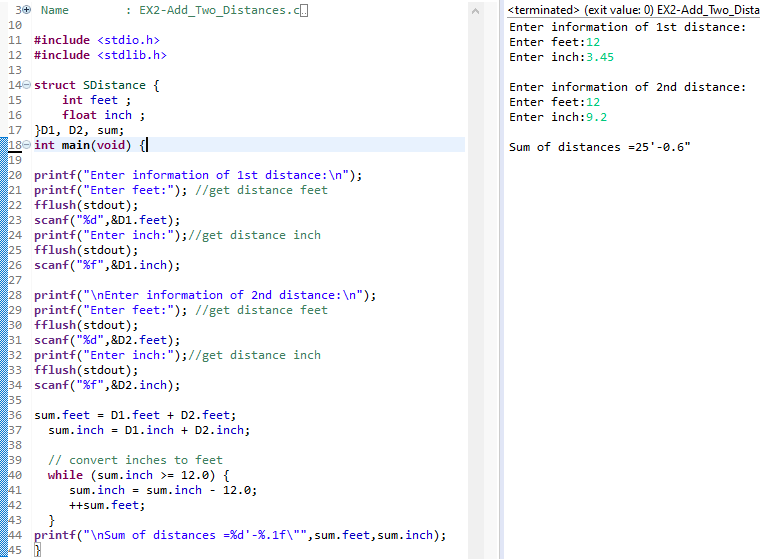 3 Name : EX2-Add_Two_Distances.c
10
11 #include <stdio.h>
12 #include <stdlib.h>
13
14 struct SDistance {
15 int feet ;
16 float inch ;
17 }D1, D2, sum;
18 int main(void) {
19
20 printf("Enter information of 1st distance:\n");
21 printf("Enter feet:"); //get distance feet
22 fflush(stdout);
23 scanf("%d",&D1.feet);
24 printf("Enter inch:");//get distance inch
25 fflush(stdout);
26 scanf("%f",&D1.inch);
27
28 printf("\nEnter information of 2nd distance:\n");
29 printf("Enter feet:"); //get distance feet
30 fflush(stdout);
31 scanf("%d",&D2.feet);
32 printf("Enter inch:");//get distance inch
33 fflush(stdout);
34 scanf("%f",&D2.inch);
35
36 sum.feet = D1.feet + D2.feet;
37 sum.inch = D1.inch + D2.inch;
38
39 // convert inches to feet
40 while (sum.inch >= 12.0) {
41 sum.inch = sum.inch - 12.0;
42 ++sum.feet;
43 }
44 printf("\nSum of distances =%d'-%.1f\"",sum.feet,sum.inch);
45 }
<terminated> (exit value: 0) EX2-Add_Two_Dista
Enter information of 1st distance:
Enter feet:12
Enter inch:3.45
Enter information of 2nd distance:
Enter feet:12
Enter inch:9.2
Sum of distances =25'-0.6"